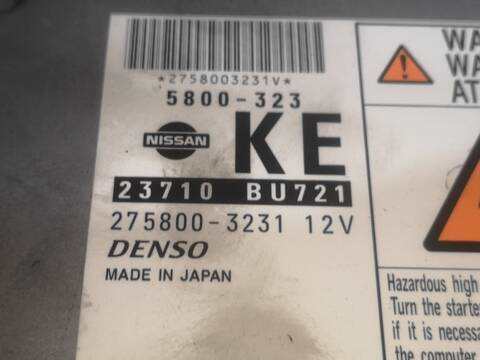 *2758003231V*
5800-323
NISSAN
KE
23710 BU721
275800-3231 12V
DENSO
MADE IN JAPAN
WA
WA
AT
Hazardous high
Turn the starte
if it is necessa
the computer